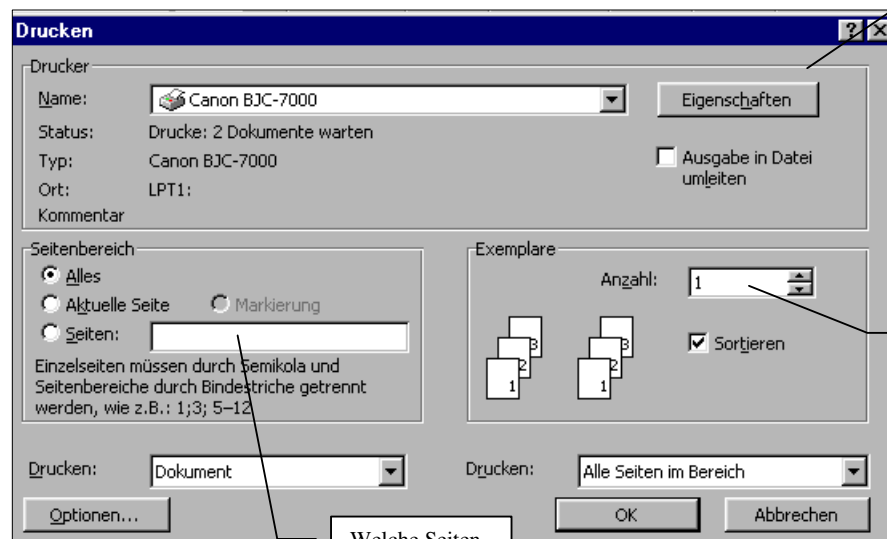 Drucken
Drucker
Name: Canon BJC-7000 Eigenschaften
Status: Drucke: 2 Dokumente warten
Typ: Canon BJC-7000 Ausgabe in Datei
umleiten
Ort: LPT1:
Kommentar
Seitenbereich
Alles
Aktuelle Seite Markierung
Seiten:
Einzelseiten müssen durch Semikola und
Seitenbereiche durch Bindestriche getrennt
werden, wie z.B.: 1;3; 5–12
Exemplare
Anzahl: 1
1 2 3 1 2 3
Sortieren
Drucken: Dokument Drucken: Alle Seiten im Bereich
Optionen... OK Abbrechen
Welche Seiten